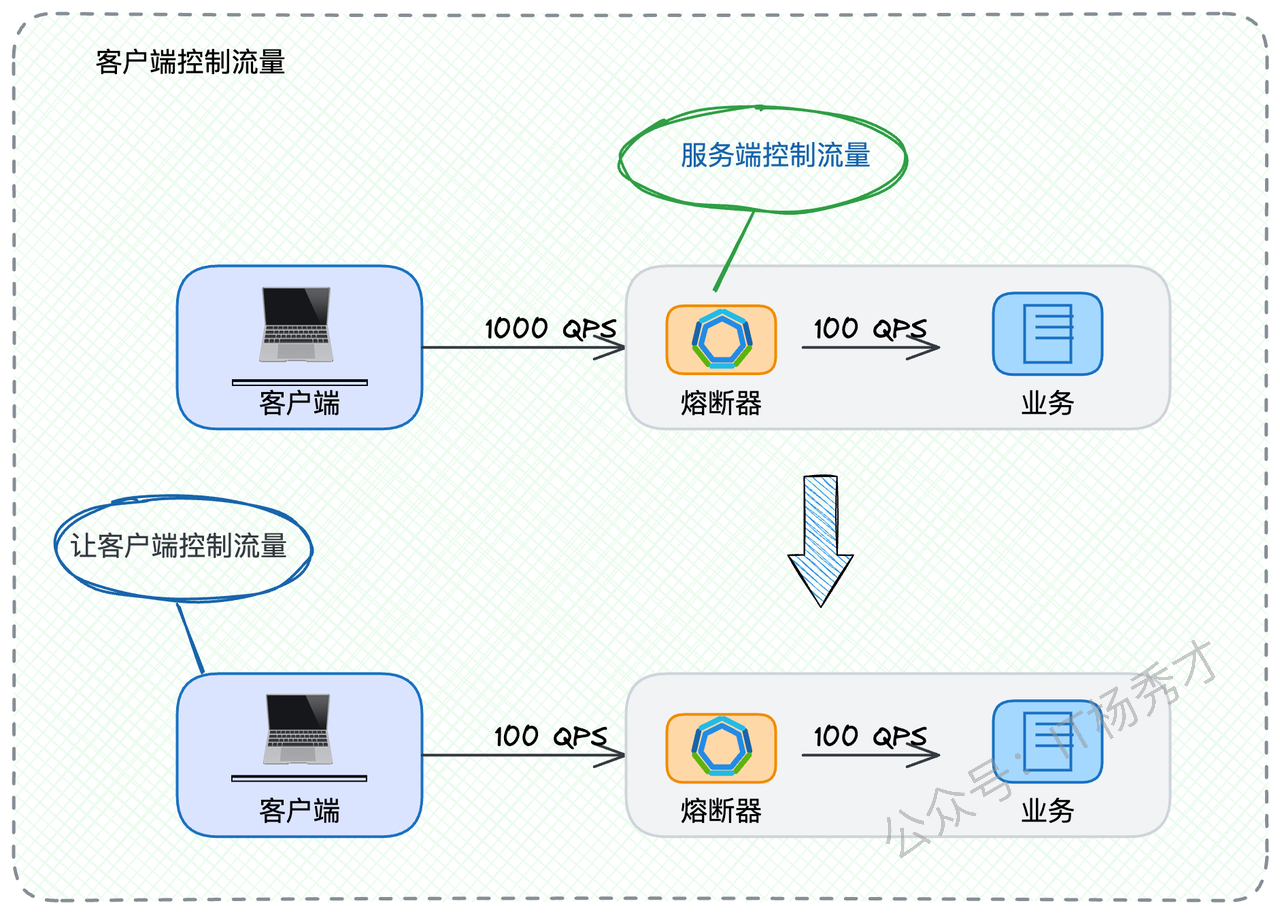 客户端控制流量
服务端控制流量
1000 QPS
100 QPS
客户端
熔断器
业务
让客户端控制流量
100 QPS
100 QPS
客户端
熔断器
业务
公众号：IT杨秀才